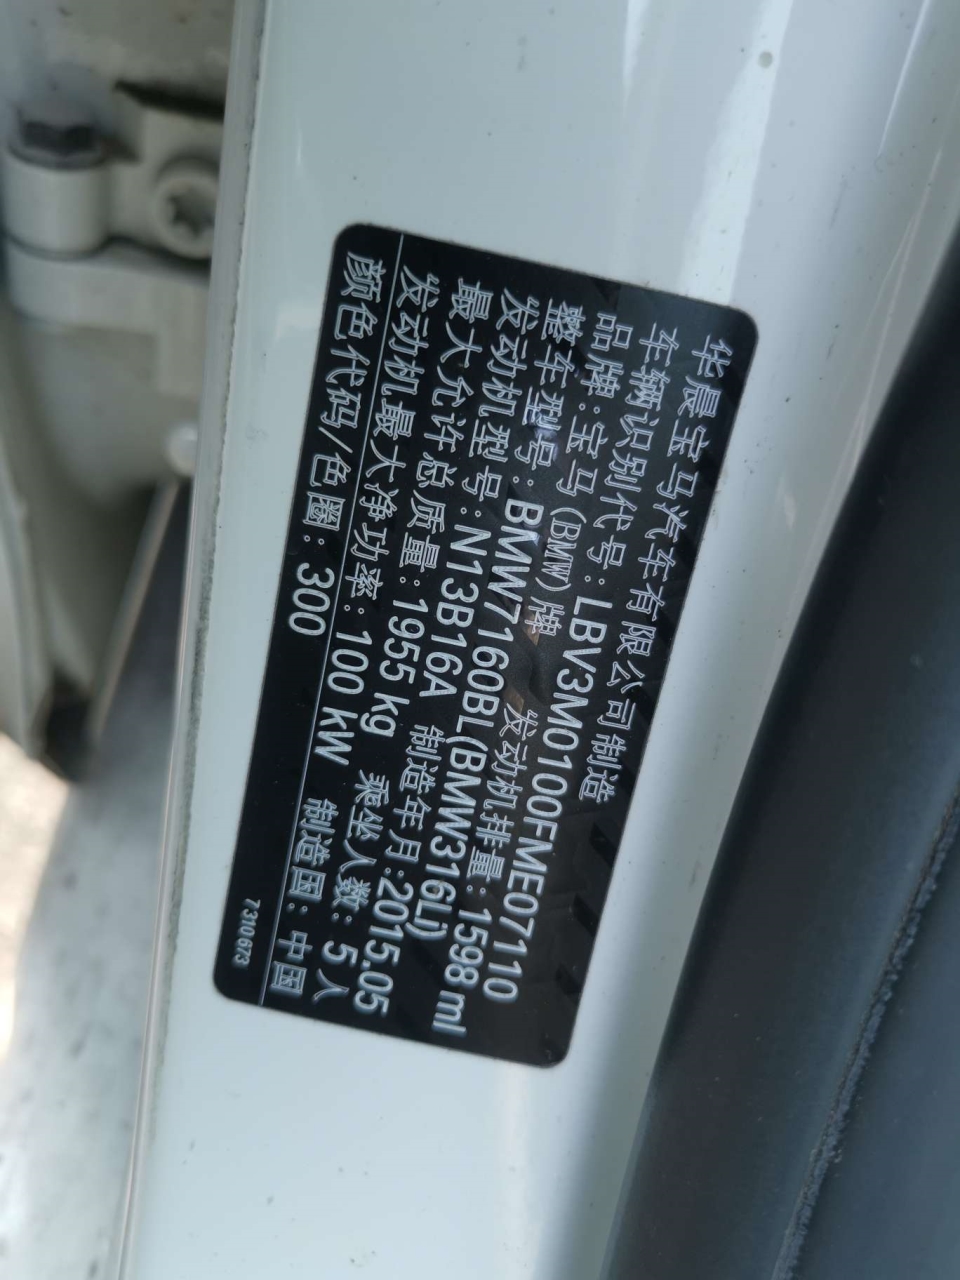 华晨宝马汽车有限公司制造
车辆识别代号:LBV3M0100FME07110
品牌:宝马(BMW)牌
整车型号:BMW7160BL(BMW316Li)
发动机型号:N13B16A
发动机排量:1598 ml
最大允许总质量:1955 kg
制造年月:2015.05
发动机最大净功率:100 kW
乘坐人数:5人
颜色代码/色圈:300
制造国:中国
7310673